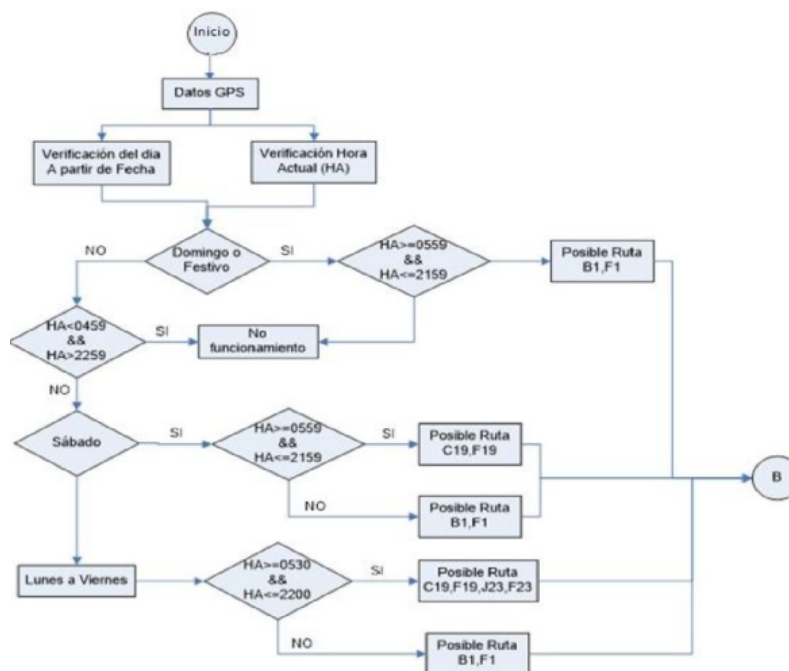 Inicio
Datos GPS
Verificación del dia
A partir de Fecha
Verificación Hora
Actual (HA)
NO
Domingo o
Festivo
SI
HA>=0559
&&
HA<=2159
Posible Ruta
B1,F1
HA<0459
&&
HA>2259
SI
No
funcionamiento
NO
Sábado
SI
HA>=0559
&&
HA<=2159
SI
Posible Ruta
C19,F19
B
NO
Posible Ruta
B1,F1
Lunes a Viernes
HA>=0530
&&
HA<=2200
SI
Posible Ruta
C19,F19,J23,F23
NO
Posible Ruta
B1,F1